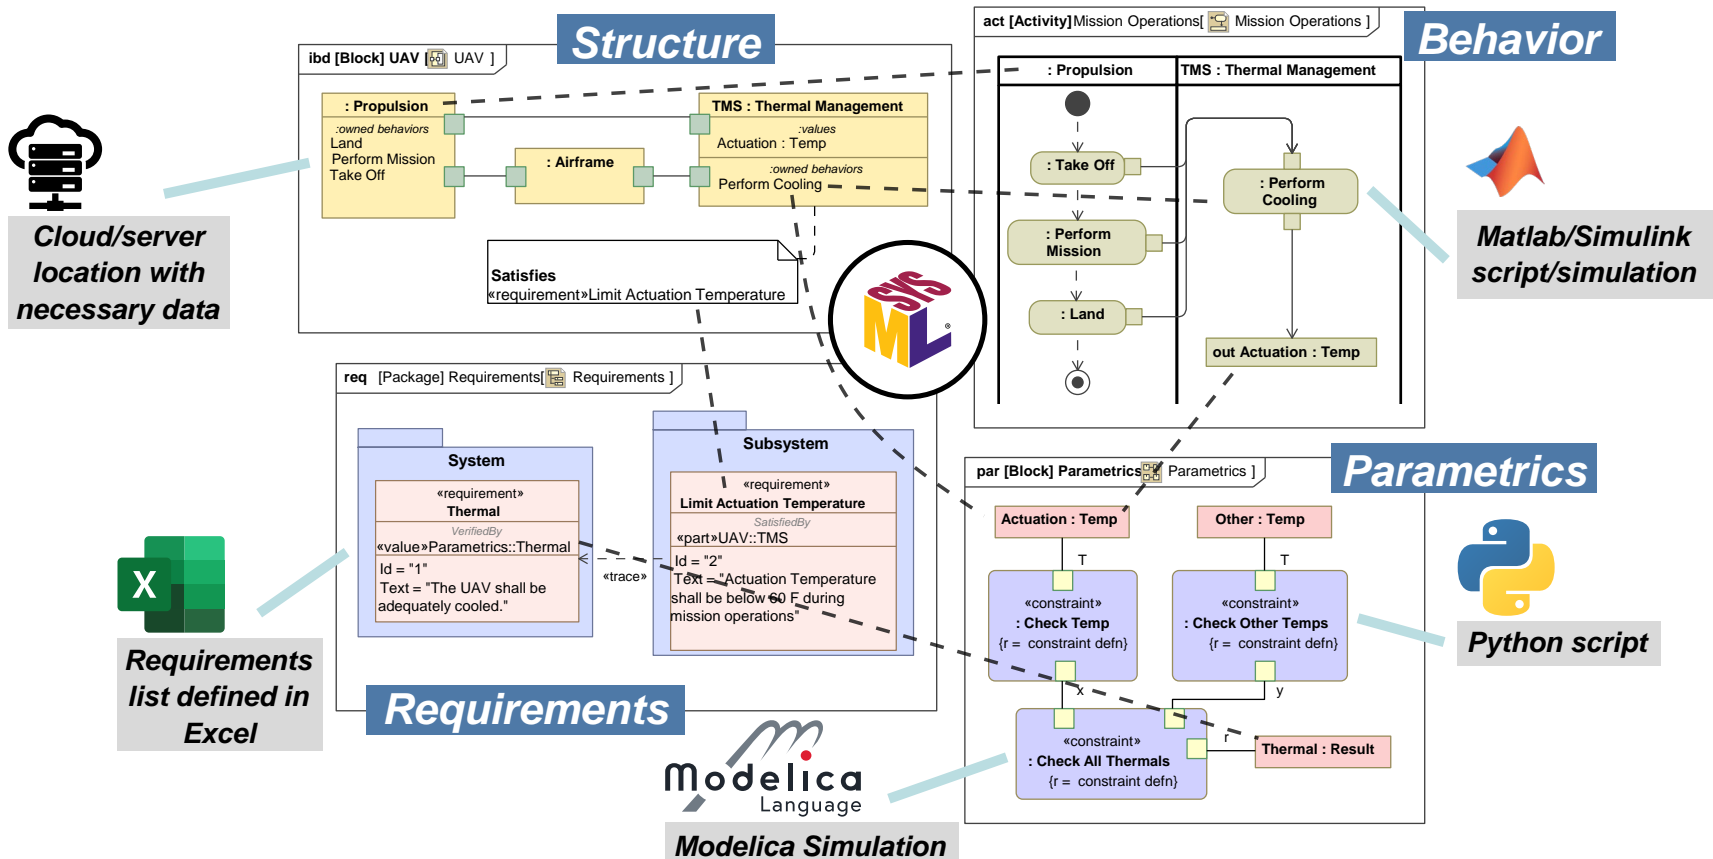 Structure
ibd [Block] UAV [ UAV ]
: Propulsion
:owned behaviors
Land
Perform Mission
Take Off
: Airframe
TMS : Thermal Management
:values
Actuation : Temp
:owned behaviors
Perform Cooling
Satisfies
«requirement»Limit Actuation Temperature
Cloud/server
location with
necessary data
Behavior
act [Activity]Mission Operations[ Mission Operations ]
: Propulsion
TMS : Thermal Management
: Take Off
: Perform
Mission
: Land
: Perform
Cooling
out Actuation : Temp
Matlab/Simulink
script/simulation
SYS
ML®
req [Package] Requirements[ Requirements ]
System
«requirement»
Thermal
VerifiedBy
«value»Parametrics::Thermal
Id = "1"
Text = "The UAV shall be
adequately cooled."
«trace»
Subsystem
«requirement»
Limit Actuation Temperature
SatisfiedBy
«part»UAV::TMS
Id = "2"
Text = "Actuation Temperature
shall be below 60 F during
mission operations"
Requirements
X
Requirements
list defined in
Excel
Parametrics
par [Block] Parametrics[ Parametrics ]
Actuation : Temp
Other : Temp
T
T
«constraint»
: Check Temp
{r = constraint defn}
«constraint»
: Check Other Temps
{r = constraint defn}
x
y
«constraint»
: Check All Thermals
{r = constraint defn}
r
Thermal : Result
Python script
Modelica
Language
Modelica Simulation